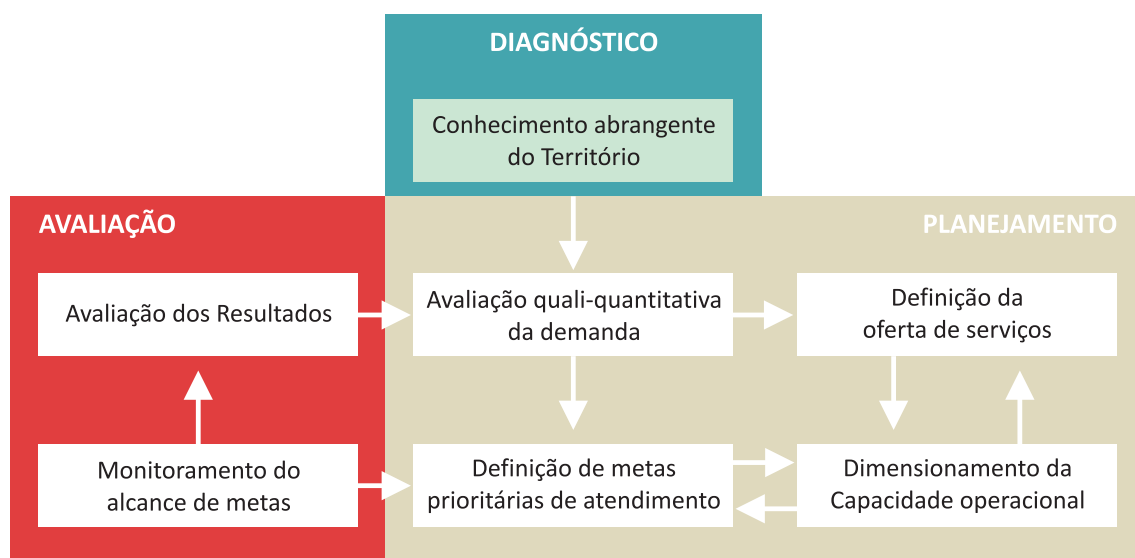 DIAGNÓSTICO
Conhecimento abrangente
do Território
AVALIAÇÃO
PLANEJAMENTO
Avaliação dos Resultados
Avaliação quali-quantitativa
da demanda
Definição da
oferta de serviços
Monitoramento do
alcance de metas
Definição de metas
prioritárias de atendimento
Dimensionamento da
Capacidade operacional